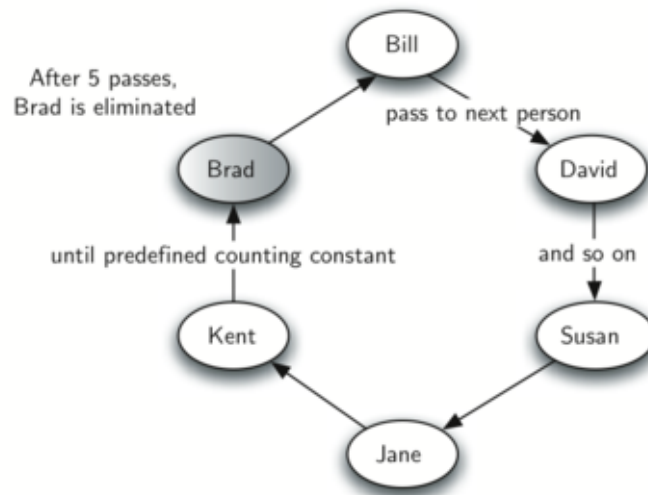 Bill
After 5 passes,
Brad is eliminated
pass to next person
Brad
David
until predefined counting constant
and so on
Kent
Susan
Jane